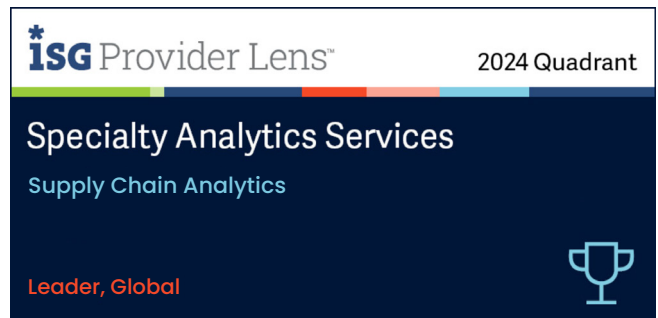 ISG Provider Lens™
2024 Quadrant
Specialty Analytics Services
Supply Chain Analytics
Leader, Global